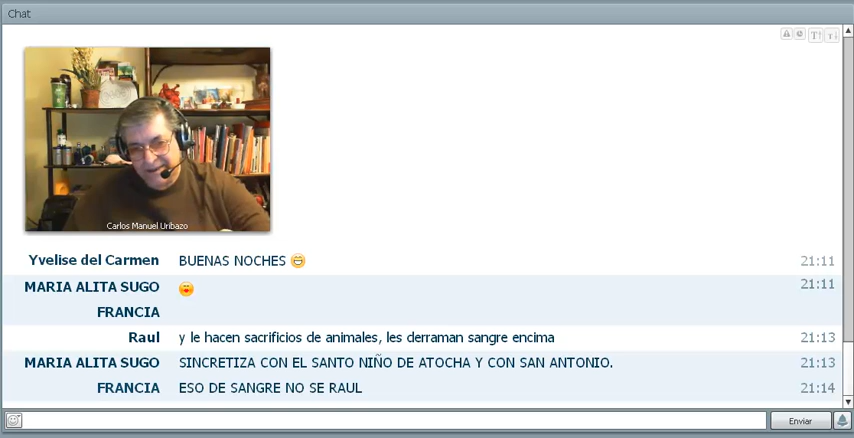 Chat
T↑ T↓
Carlos Manuel Uribazo
Yvelise del Carmen BUENAS NOCHES 21:11
MARIA ALITA SUGO 21:11
FRANCIA
Raul y le hacen sacrificios de animales, les derraman sangre encima 21:13
MARIA ALITA SUGO SINCRETIZA CON EL SANTO NIÑO DE ATOCHA Y CON SAN ANTONIO. 21:13
FRANCIA ESO DE SANGRE NO SE RAUL 21:14
Enviar